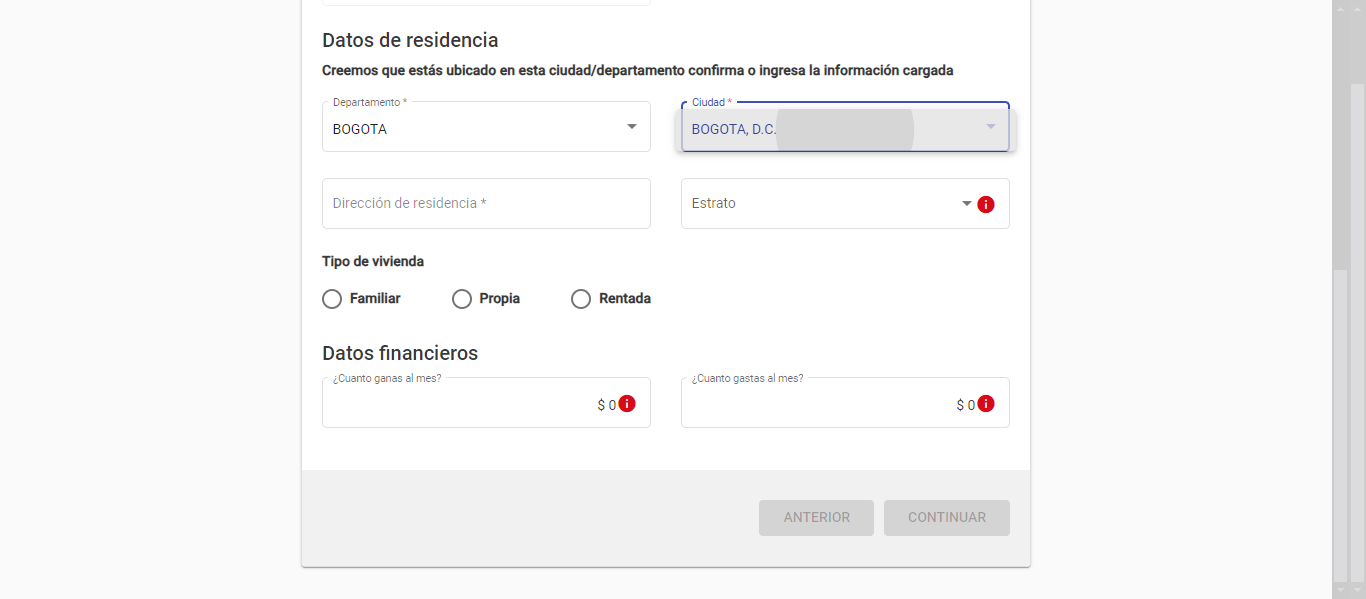 Datos de residencia
Creemos que estás ubicado en esta ciudad/departamento confirma o ingresa la información cargada
Departamento *
Ciudad *
BOGOTA
BOGOTA, D.C.
Dirección de residencia *
Estrato
Tipo de vivienda
Familiar
Propia
Rentada
Datos financieros
¿Cuanto ganas al mes?
¿Cuanto gastas al mes?
$ 0
$ 0
ANTERIOR
CONTINUAR